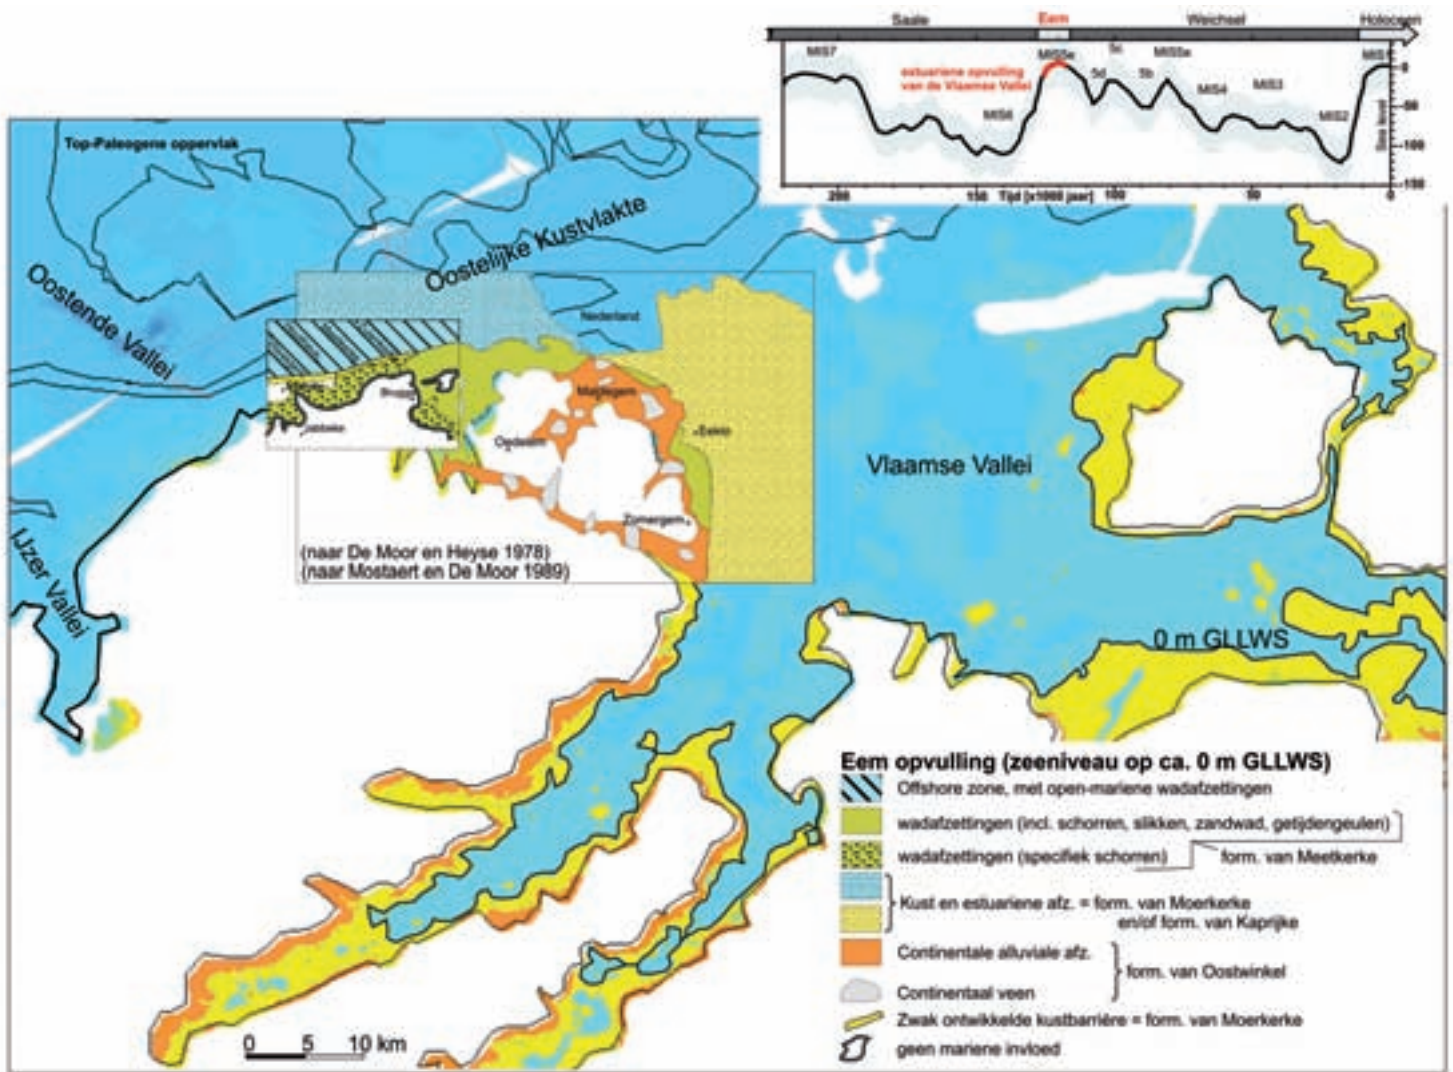 Saale Eem Weichsel Holoceen
MIS7 MIS5e 5c MIS5a MIS1
5d 5b
estuariene opvulling
van de Vlaamse Vallei
MIS4 MIS3
MIS6 MIS2
0
-50
-100
-150
Sea level
200 150 Tijd [x1000 jaar] 100 50 0
Top-Paleogene oppervlak
Oostelijke Kustvlakte
Oostende Vallei
Nederland
Maldegem
Jabbeke
Oedelem
Eeklo
Vlaamse Vallei
Zomergem
IJzer Vallei
(naar De Moor en Heyse 1978)
(naar Mostaert en De Moor 1989)
0 m GLLWS
Eem opvulling (zeeniveau op ca. 0 m GLLWS)
Offshore zone, met open-mariene wadafzettingen
wadafzettingen (incl. schorren, slikken, zandwad, getijdengeulen)
wadafzettingen (specifiek schorren)
form. van Meetkerke
Kust en estuariene afz. = form. van Moerkerke
en/of form. van Kaprijke
Continentale alluviale afz.
form. van Oostwinkel
Continentaal veen
Zwak ontwikkelde kustbarrière = form. van Moerkerke
geen mariene invloed
0 5 10 km